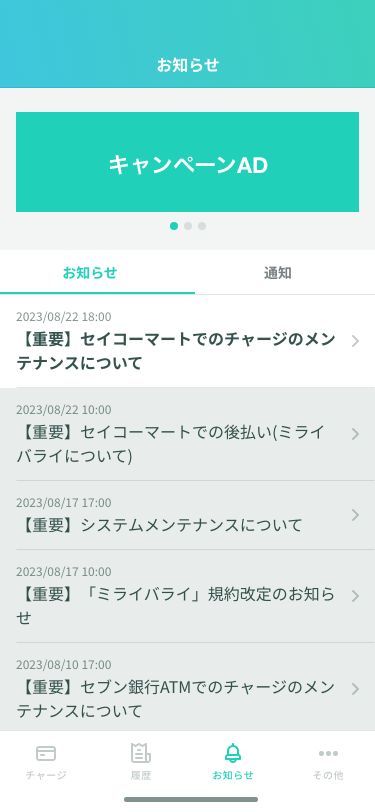 お知らせ
キャンペーンAD
お知らせ
通知
2023/08/22 18:00
【重要】セイコーマートでのチャージのメン
テナンスについて
2023/08/22 10:00
【重要】セイコーマートでの後払い(ミライ
バライについて)
2023/08/17 17:00
【重要】システムメンテナンスについて
2023/08/17 10:00
【重要】「ミライバライ」規約改定のお知ら
せ
2023/08/10 17:00
【重要】セブン銀行ATMでのチャージのメン
テナンスについて
チャージ
履歴
お知らせ
その他